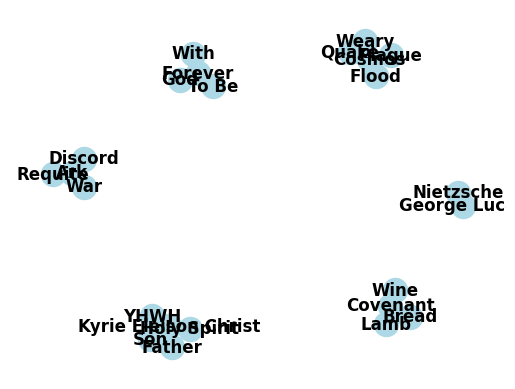 Weary
With
Quake
Plague
Cosmos
Forever
Flood
God
To Be
Discord
Ark
Requite
War
Nietzsche
George Luc
Wine
Covenant
YHWH
Bread
Lamb
Kyrie Eleison
Christ
Holy Spirit
Son
Father